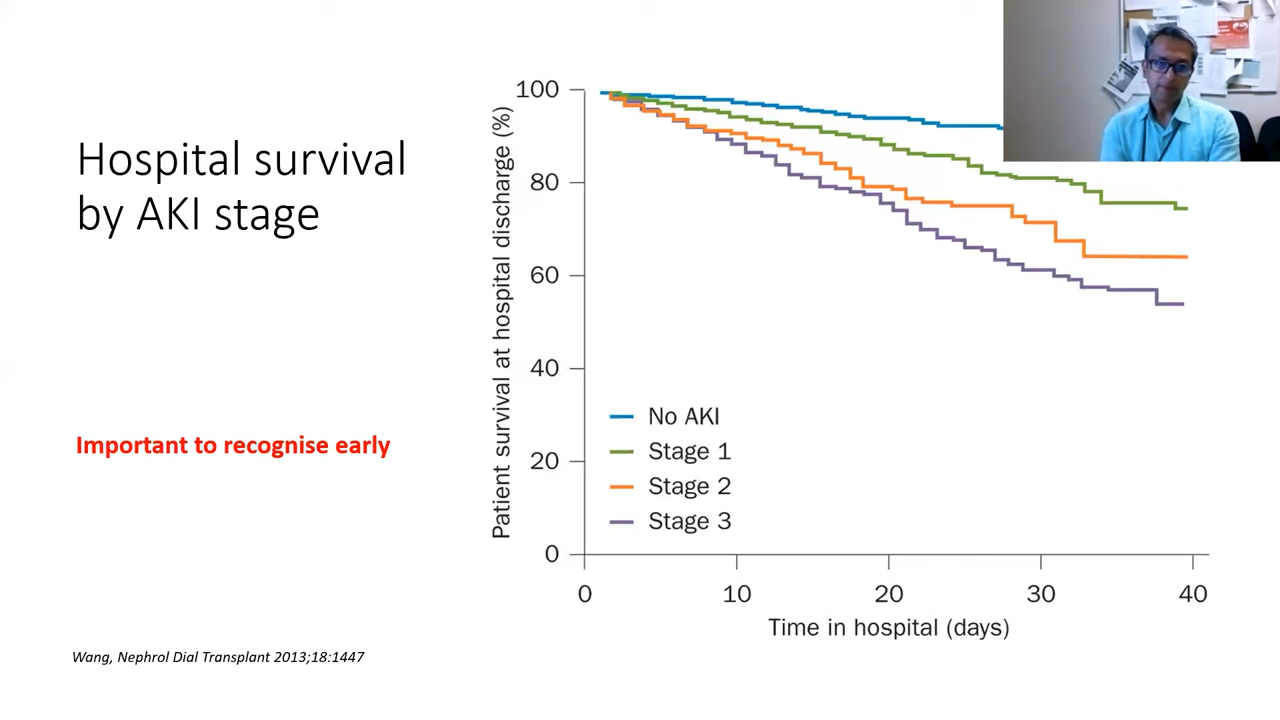 Hospital survival
by AKI stage
Important to recognise early
Wang, Nephrol Dial Transplant 2013;18:1447
Patient survival at hospital discharge (%)
100
80
60
40
20
0
No AKI
Stage 1
Stage 2
Stage 3
0 10 20 30 40
Time in hospital (days)